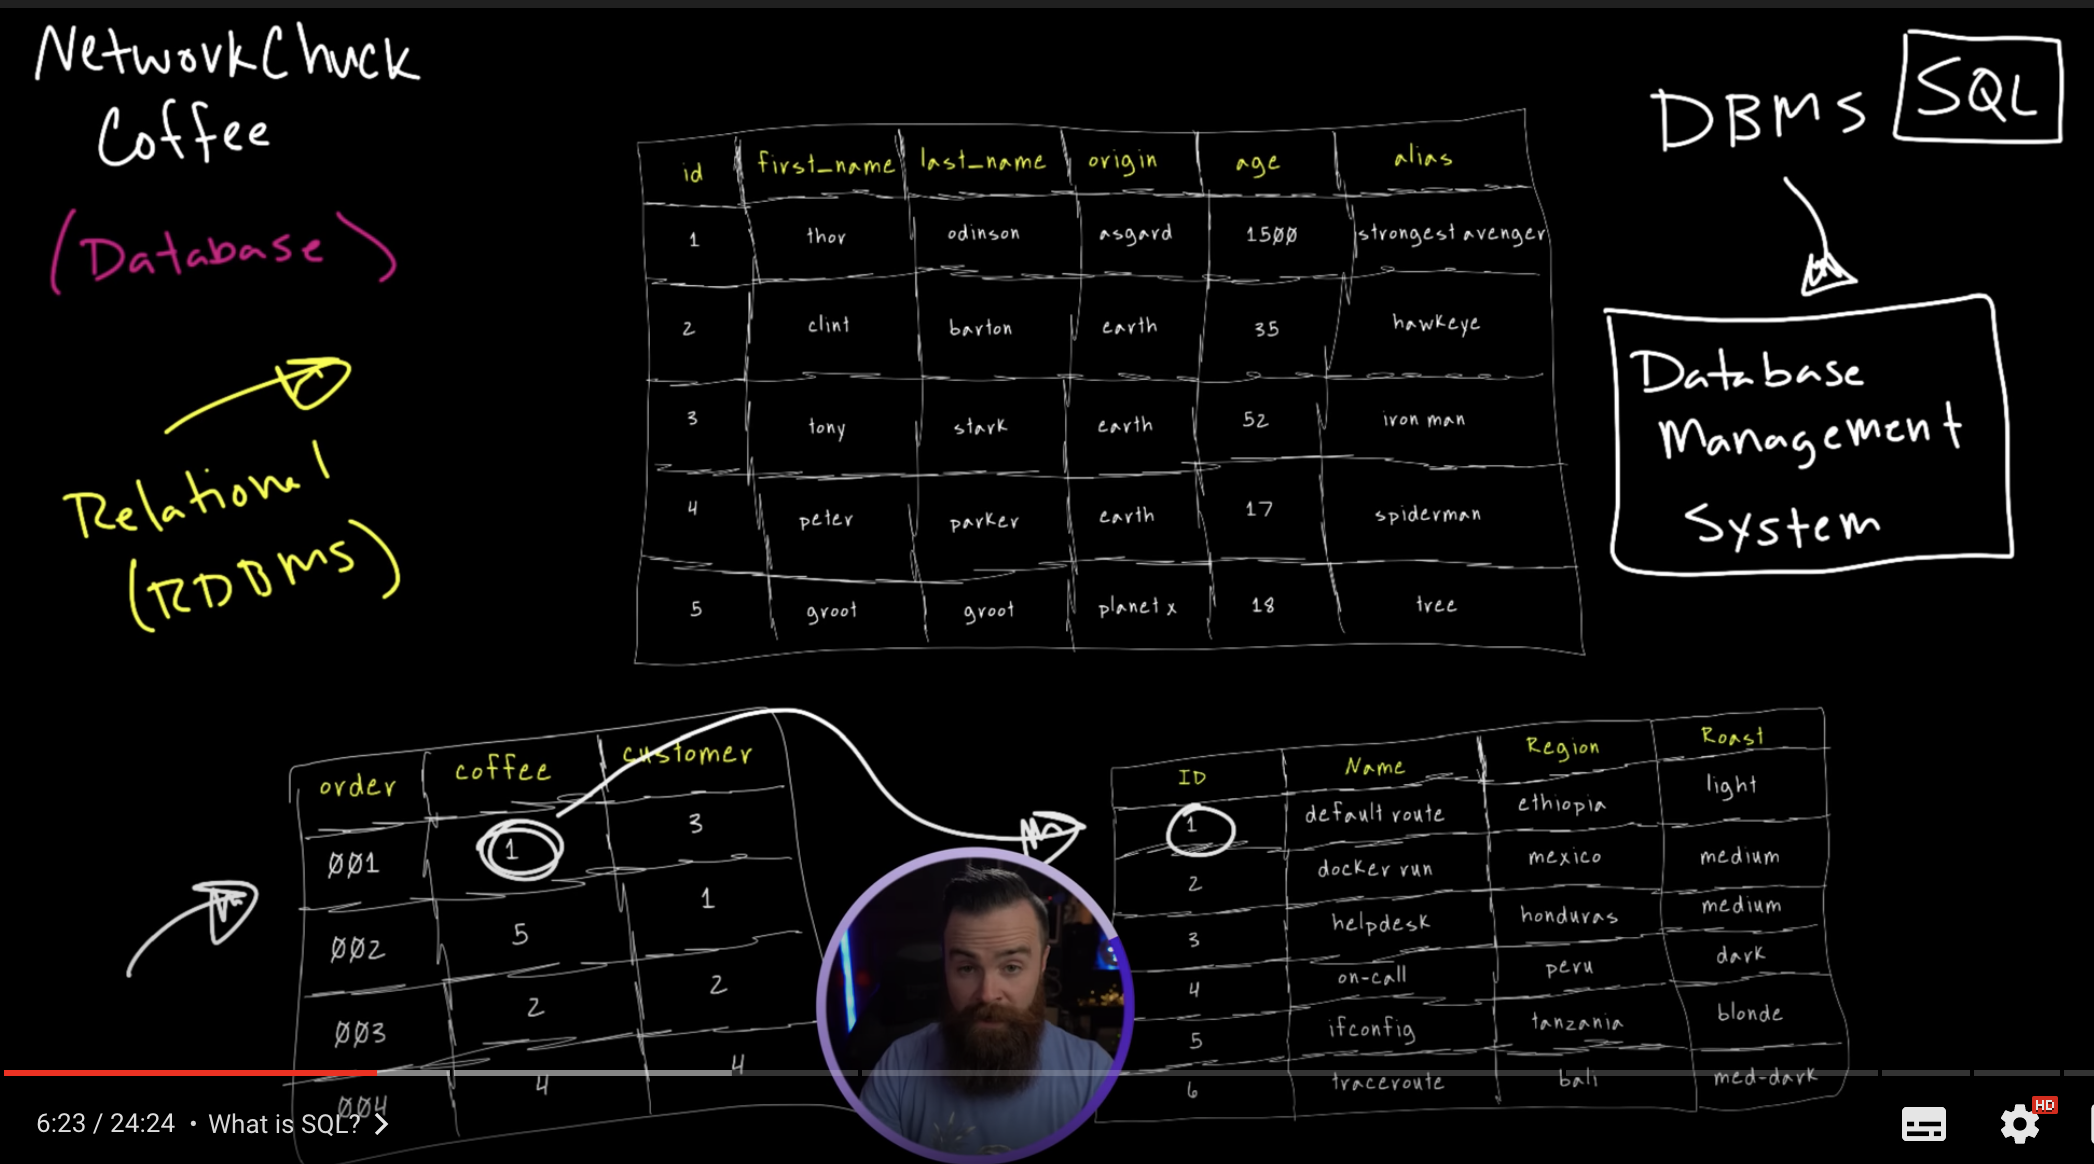 NetworkChuck
Coffee
(Database)
Relational
(RDBMS)
DBMS
SQL
Database
Management
System
id first_name last_name origin age alias
1 thor odinson asgard 1500 strongest avenger
2 clint barton earth 35 hawkeye
3 tony stark earth 52 iron man
4 peter parker earth 17 spiderman
5 groot groot planet x 18 tree
order coffee customer
001 1 3
002 5 1
003 2 2
004 4 4
ID Name Region Roast
1 default route ethiopia light
2 docker run mexico medium
3 helpdesk honduras medium
4 on-call peru dark
5 ifconfig tanzania blonde
6 traceroute bali med-dark
6:23 / 24:24 • What is SQL? >
HD